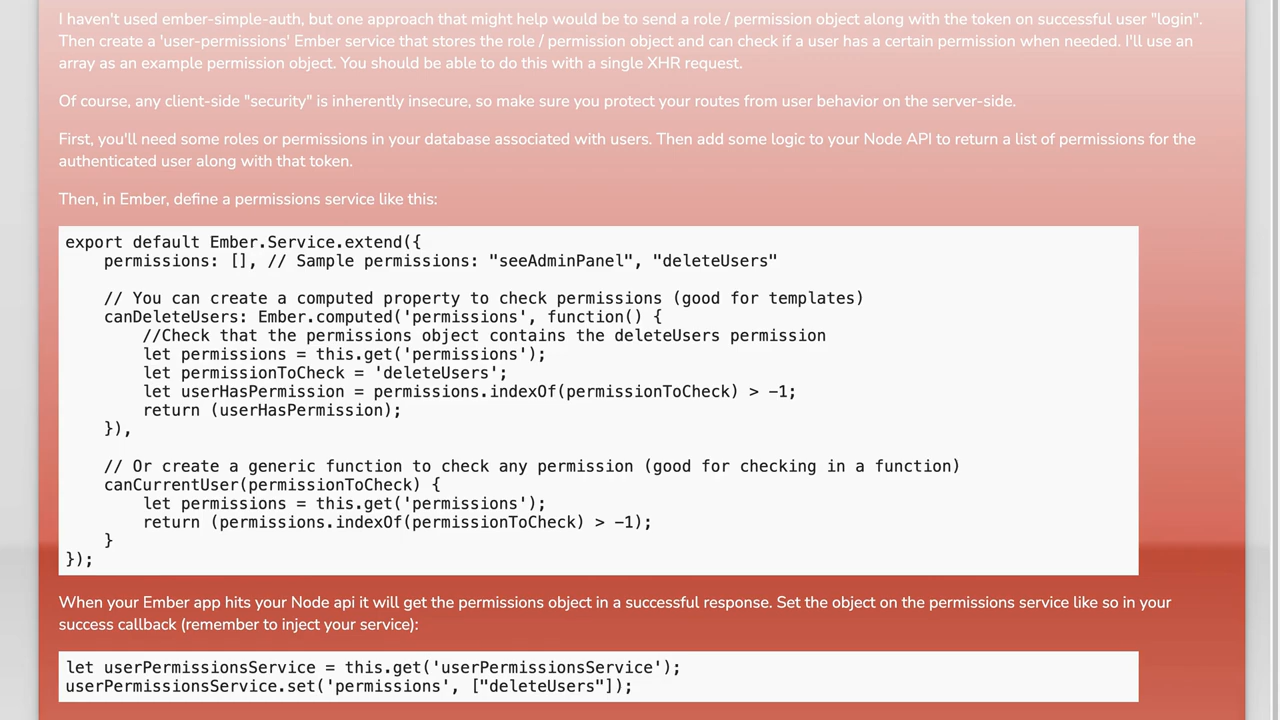 I haven't used ember-simple-auth, but one approach that might help would be to send a role / permission object along with the token on successful user "login".
Then create a 'user-permissions' Ember service that stores the role / permission object and can check if a user has a certain permission when needed. I'll use an
array as an example permission object. You should be able to do this with a single XHR request.
Of course, any client-side "security" is inherently insecure, so make sure you protect your routes from user behavior on the server-side.
First, you'll need some roles or permissions in your database associated with users. Then add some logic to your Node API to return a list of permissions for the
authenticated user along with that token.
Then, in Ember, define a permissions service like this:
export default Ember.Service.extend({
    permissions: [], // Sample permissions: "seeAdminPanel", "deleteUsers"
    // You can create a computed property to check permissions (good for templates)
    canDeleteUsers: Ember.computed('permissions', function() {
        //Check that the permissions object contains the deleteUsers permission
        let permissions = this.get('permissions');
        let permissionToCheck = 'deleteUsers';
        let userHasPermission = permissions.indexOf(permissionToCheck) > -1;
        return (userHasPermission);
    }),
    // Or create a generic function to check any permission (good for checking in a function)
    canCurrentUser(permissionToCheck) {
        let permissions = this.get('permissions');
        return (permissions.indexOf(permissionToCheck) > -1);
    }
});
When your Ember app hits your Node api it will get the permissions object in a successful response. Set the object on the permissions service like so in your
success callback (remember to inject your service):
let userPermissionsService = this.get('userPermissionsService');
userPermissionsService.set('permissions', ["deleteUsers"]);